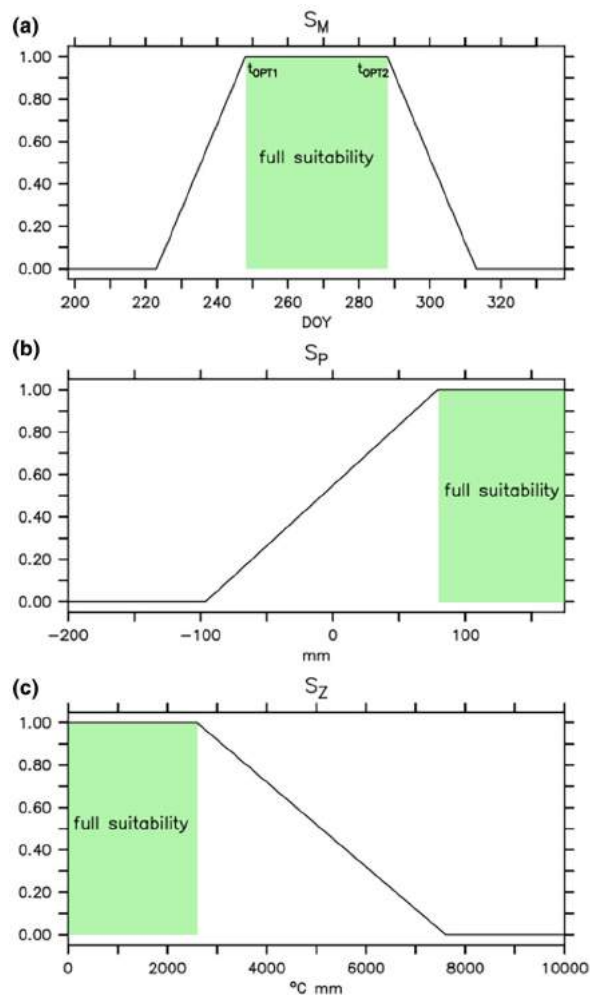 (a)
S_M
1.00
0.80
0.60
0.40
0.20
0.00
t_OPT1 t_OPT2
full suitability
200 220 240 260 280 300 320
DOY
(b)
S_P
1.00
0.80
0.60
0.40
0.20
0.00
full suitability
-200 -100 0 100
mm
(c)
S_Z
1.00
0.80
0.60
0.40
0.20
0.00
full suitability
0 2000 4000 6000 8000 10000
°C mm